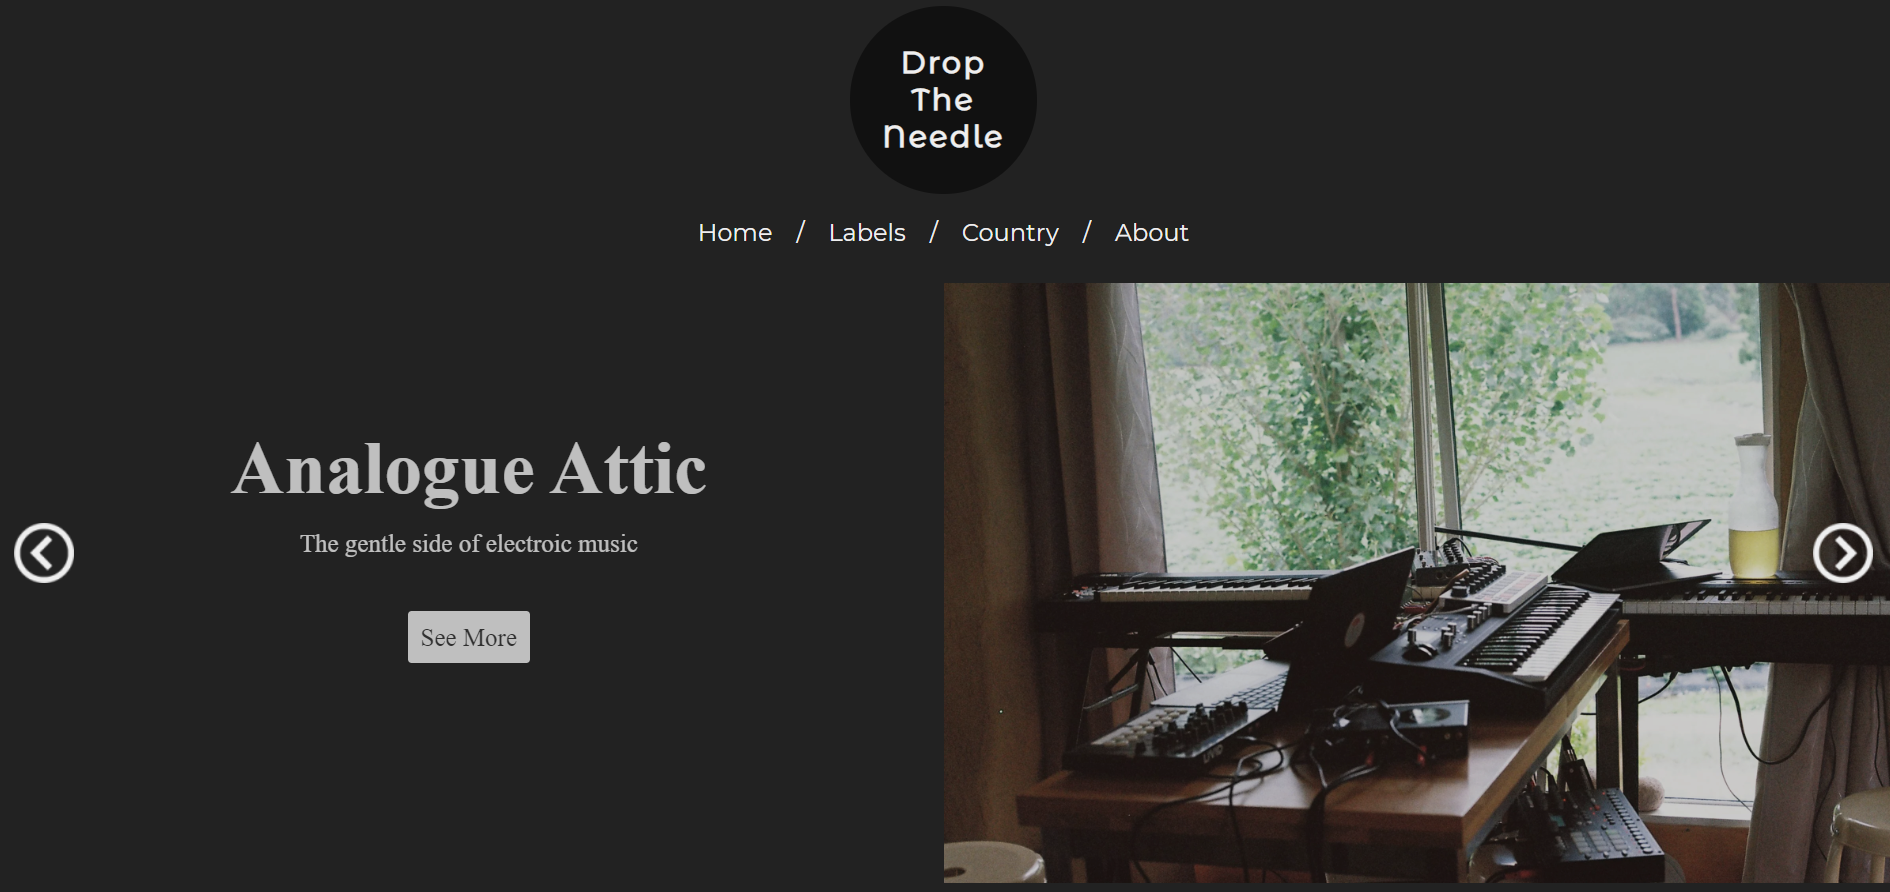 Drop
The
Needle
Home / Labels / Country / About
Analogue Attic
The gentle side of electroic music
See More